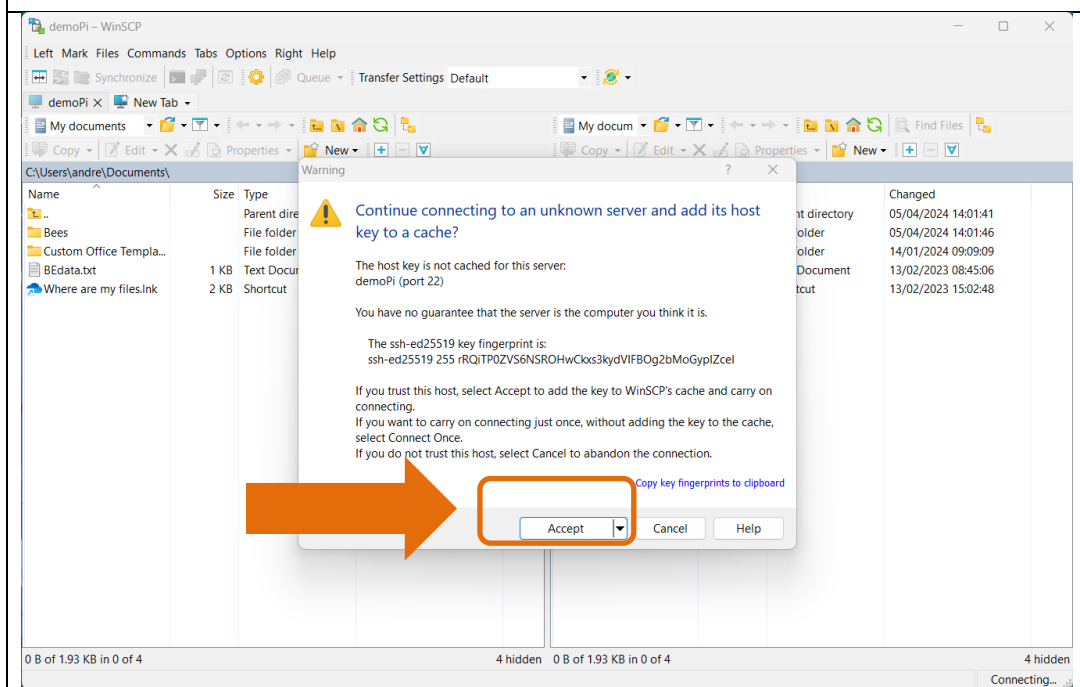 demoPi – WinSCP
Left Mark Files Commands Tabs Options Right Help
Synchronize Queue Transfer Settings Default
demoPi New Tab
My documents My docum Find Files
Copy Edit Properties New Copy Edit Properties New
C:\Users\andre\Documents\
Warning ?
Name Size Type Changed
.. Parent dire nt directory 05/04/2024 14:01:41
Bees File folder older 05/04/2024 14:01:46
Custom Office Templa... File folder older 14/01/2024 09:09:09
BEdata.txt 1 KB Text Docur Document 13/02/2023 08:45:06
Where are my files.lnk 2 KB Shortcut tcut 13/02/2023 15:02:48
Continue connecting to an unknown server and add its host
key to a cache?
The host key is not cached for this server:
demoPi (port 22)
You have no guarantee that the server is the computer you think it is.
The ssh-ed25519 key fingerprint is:
ssh-ed25519 255 rRQiTP0ZVS6NSROHwCkxs3kydVIFBOg2bMoGypIZceI
If you trust this host, select Accept to add the key to WinSCP's cache and carry on
connecting.
If you want to carry on connecting just once, without adding the key to the cache,
select Connect Once.
If you do not trust this host, select Cancel to abandon the connection.
Copy key fingerprints to clipboard
Accept Cancel Help
0 B of 1.93 KB in 0 of 4 4 hidden 0 B of 1.93 KB in 0 of 4 4 hidden
Connecting...